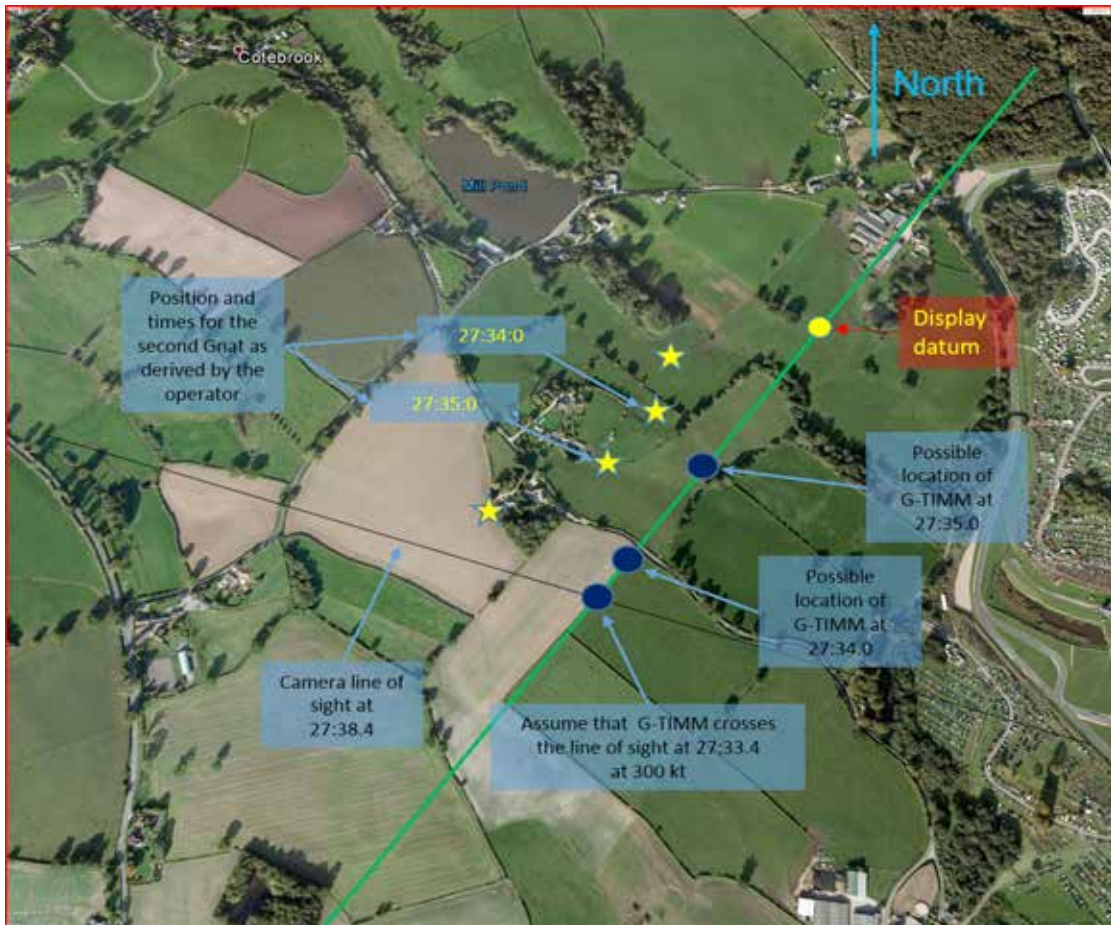 Cotebrook
North
Mill Pond
Position and
times for the
second Gnat as
derived by the
operator
27:34:0
27:35:0
Display
datum
Possible
location of
G-TIMM at
27:35.0
Possible
location of
G-TIMM at
27:34.0
Camera line of
sight at
27:38.4
Assume that G-TIMM crosses
the line of sight at 27:33.4
at 300 kt